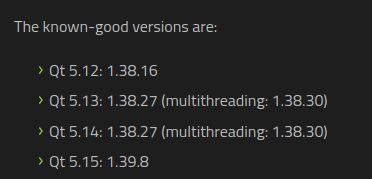 The known-good versions are:
› Qt 5.12: 1.38.16
› Qt 5.13: 1.38.27 (multithreading: 1.38.30)
› Qt 5.14: 1.38.27 (multithreading: 1.38.30)
› Qt 5.15: 1.39.8